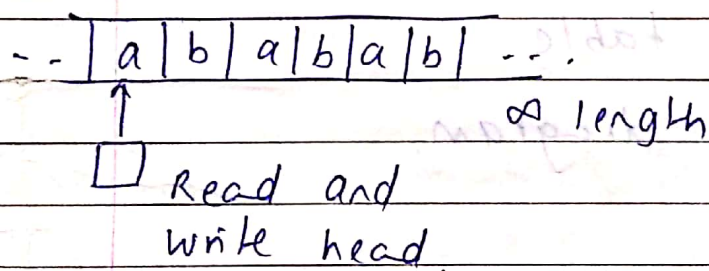 -- | a | b | a | b | a | b | ...
∞ length
Read and
write head